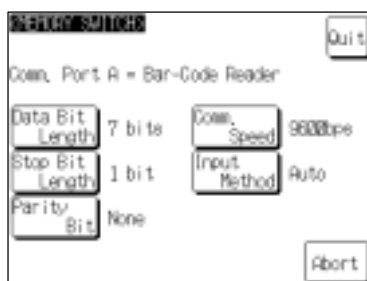 <MEMORY SWITCH>
Quit
Comm. Port A = Bar-Code Reader
Data Bit Length 7 bits
Comm. Speed 9600bps
Stop Bit Length 1 bit
Input Method Auto
Parity Bit None
Abort